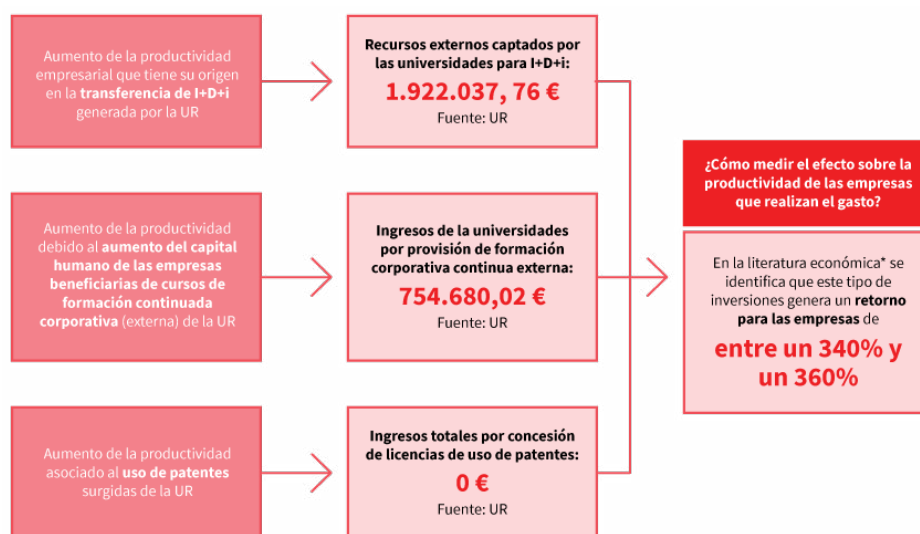 Aumento de la productividad
empresarial que tiene su origen
en la transferencia de I+D+i
generada por la UR
Recursos externos captados por
las universidades para I+D+i:
1.922.037, 76 €
Fuente: UR
Aumento de la productividad
debido al aumento del capital
humano de las empresas
beneficiarias de cursos de
formación continuada
corporativa (externa) de la UR
Ingresos de la universidades
por provisión de formación
corporativa continua externa:
754.680,02 €
Fuente: UR
Aumento de la productividad
asociado al uso de patentes
surgidas de la UR
Ingresos totales por concesión
de licencias de uso de patentes:
0 €
Fuente: UR
¿Cómo medir el efecto sobre la
productividad de las empresas
que realizan el gasto?
En la literatura económica* se
identifica que este tipo de
inversiones genera un retorno
para las empresas de
entre un 340% y
un 360%